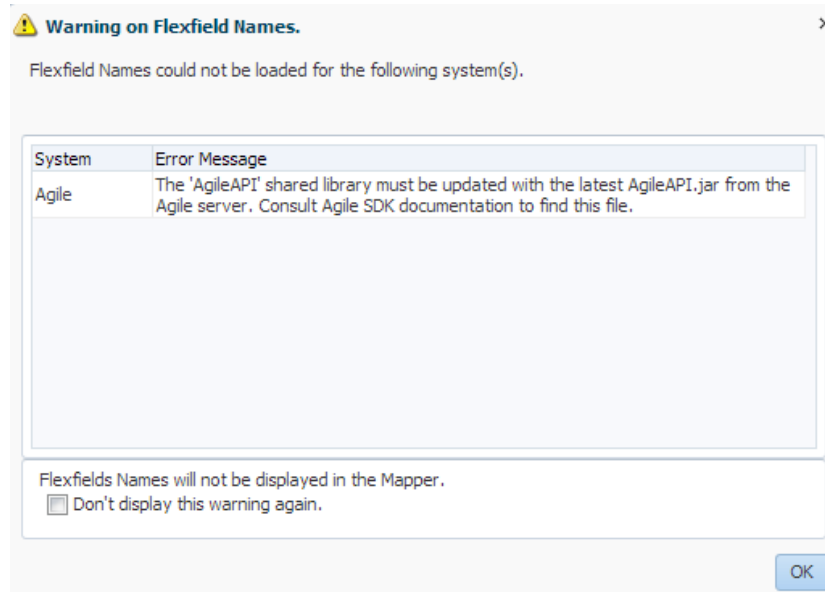 Warning on Flexfield Names.
Flexfield Names could not be loaded for the following system(s).
System Error Message
Agile The 'AgileAPI' shared library must be updated with the latest AgileAPI.jar from the
Agile server. Consult Agile SDK documentation to find this file.
Flexfields Names will not be displayed in the Mapper.
Don't display this warning again.
OK